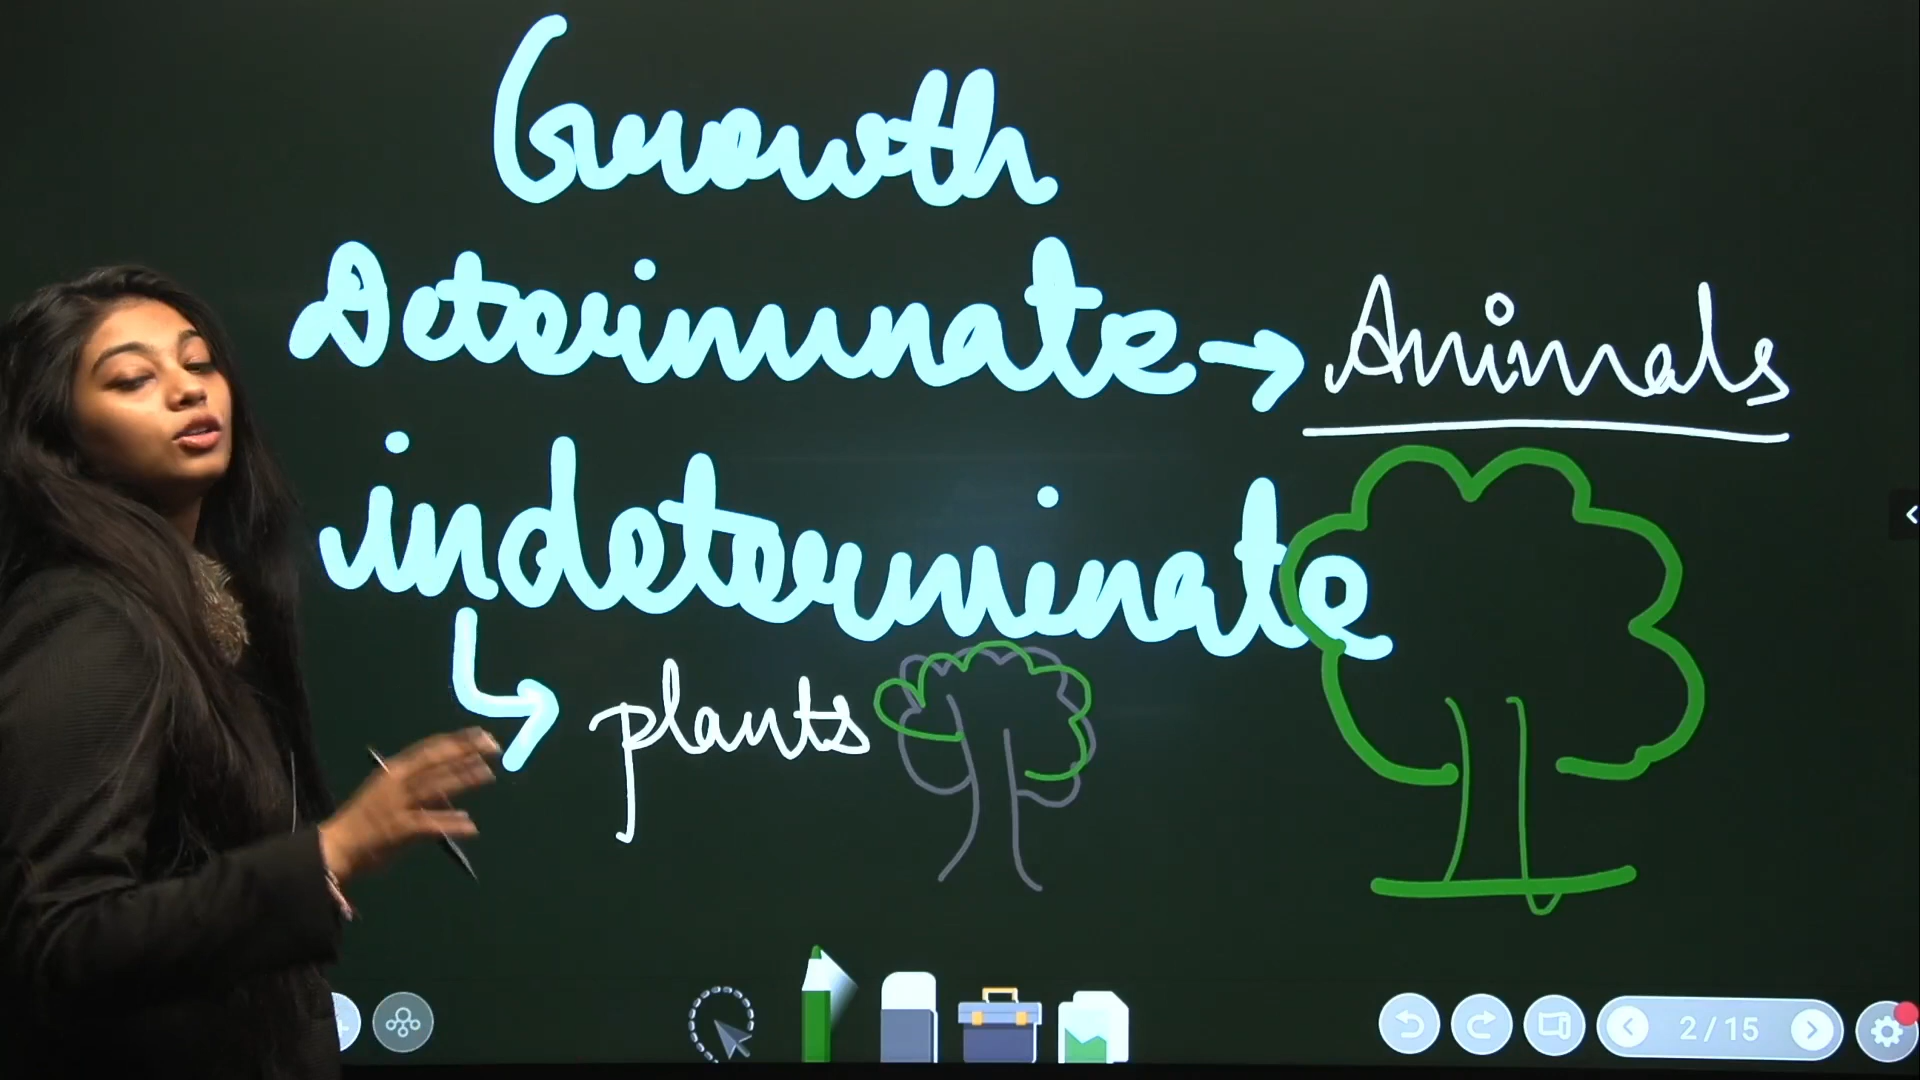 Growth
Determinate → Animals
indeterminate
plants
2/15